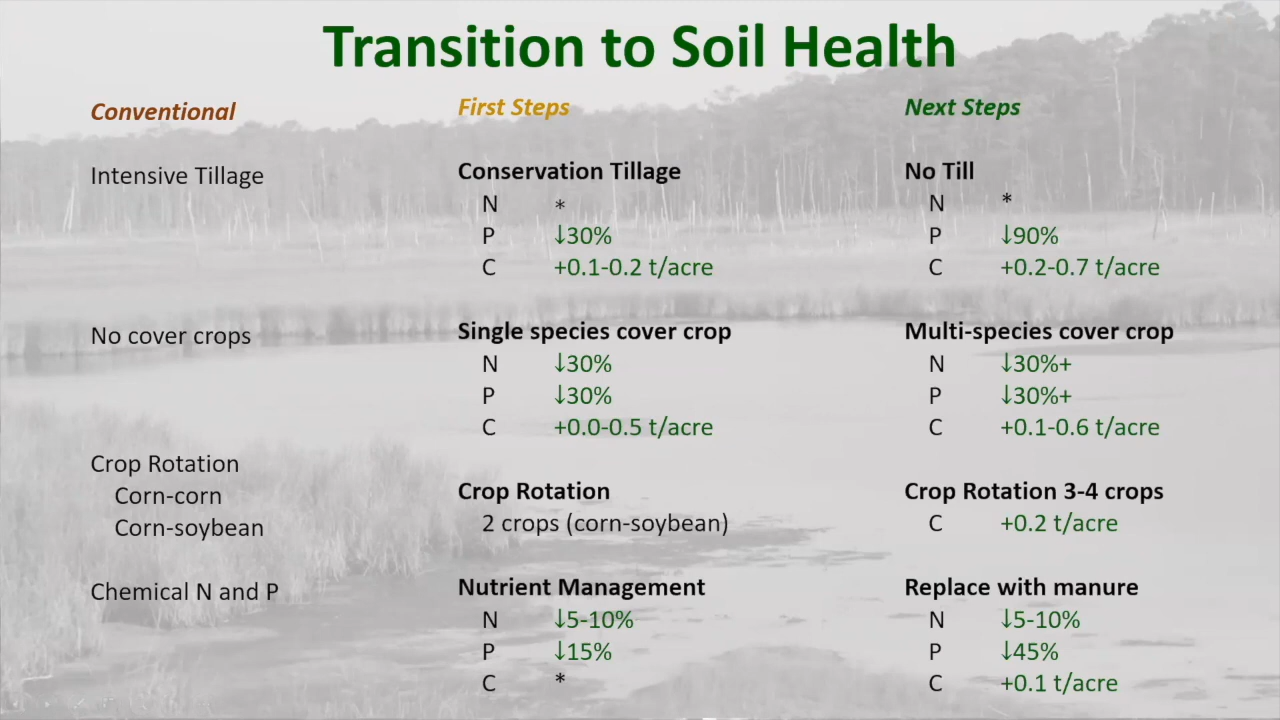 Transition to Soil Health
Conventional
First Steps
Next Steps
Intensive Tillage
Conservation Tillage
N *
P ↓30%
C +0.1-0.2 t/acre
No Till
N *
P ↓90%
C +0.2-0.7 t/acre
No cover crops
Single species cover crop
N ↓30%
P ↓30%
C +0.0-0.5 t/acre
Multi-species cover crop
N ↓30%+
P ↓30%+
C +0.1-0.6 t/acre
Crop Rotation
Corn-corn
Corn-soybean
Crop Rotation
2 crops (corn-soybean)
Crop Rotation 3-4 crops
C +0.2 t/acre
Chemical N and P
Nutrient Management
N ↓5-10%
P ↓15%
C *
Replace with manure
N ↓5-10%
P ↓45%
C +0.1 t/acre